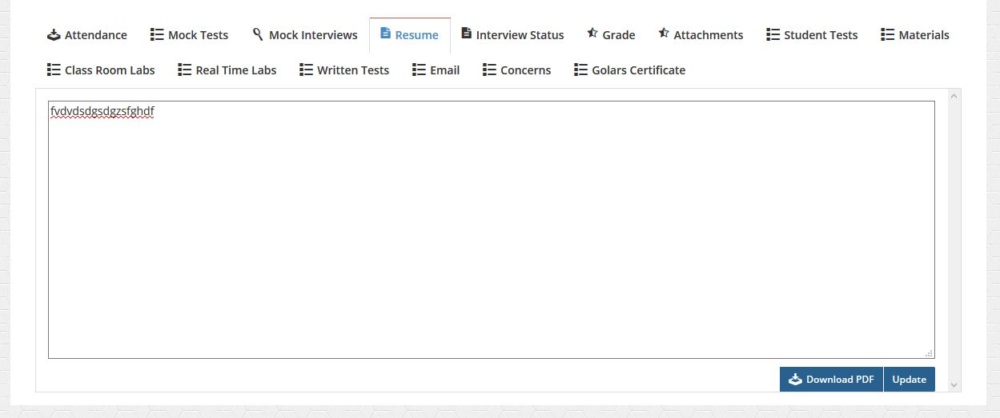 Attendance Mock Tests Mock Interviews Resume Interview Status Grade Attachments Student Tests Materials
Class Room Labs Real Time Labs Written Tests Email Concerns Golars Certificate
fvdvdsdgsdgzsfghdf
Download PDF Update